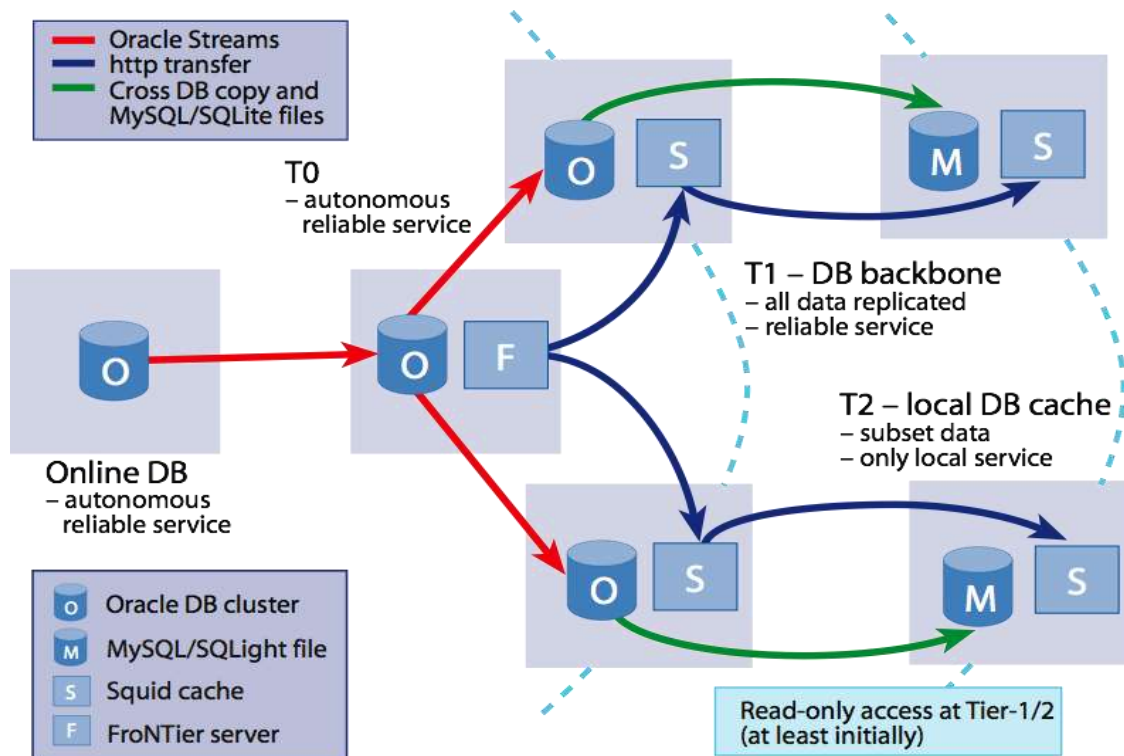 Oracle Streams
http transfer
Cross DB copy and
MySQL/SQLite files
T0
– autonomous
reliable service
O
S
M
S
T1 – DB backbone
– all data replicated
– reliable service
O
O
F
Online DB
– autonomous
reliable service
T2 – local DB cache
– subset data
– only local service
O
S
M
S
O
Oracle DB cluster
M
MySQL/SQLight file
S
Squid cache
F
FroNTier server
Read-only access at Tier-1/2
(at least initially)